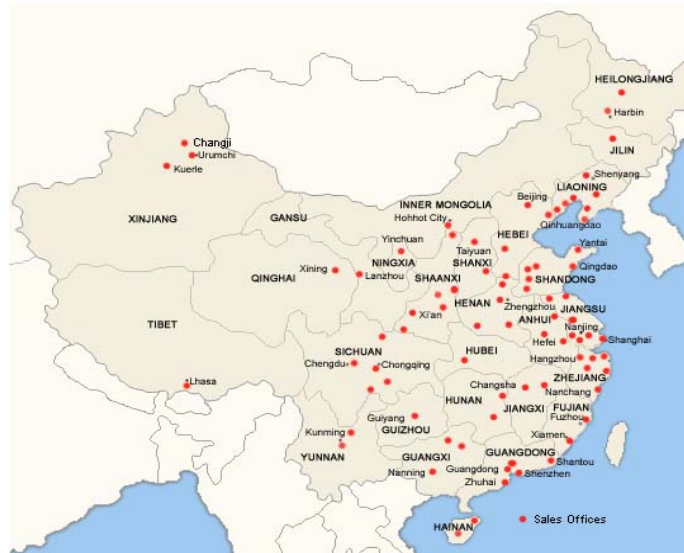 HEILONGJIANG
Harbin
Changji
Urumchi
Kuerle
JILIN
Shenyang
LIAONING
Beijing
INNER MONGOLIA
Hohhot City
XINJIANG
GANSU
Qinhuangdao
HEBEI
Yinchuan
Taiyuan
Yantai
NINGXIA
SHANXI
Qingdao
QINGHAI
Xining
Lanzhou
SHAANXI
SHANDONG
HENAN
Zhengzhou
JIANGSU
TIBET
Xi'an
ANHUI
Nanjing
Hefei
Shanghai
SICHUAN
HUBEI
Hangzhou
Chengdu
Chongqing
ZHEJIANG
Lhasa
Changsha
Nanchang
HUNAN
JIANGXI
FUJIAN
Guiyang
Fuzhou
GUIZHOU
Kunming
Xiamen
YUNNAN
GUANGXI
GUANGDONG
Shantou
Nanning
Guangdong
Shenzhen
Zhuhai
Sales Offices
HAINAN